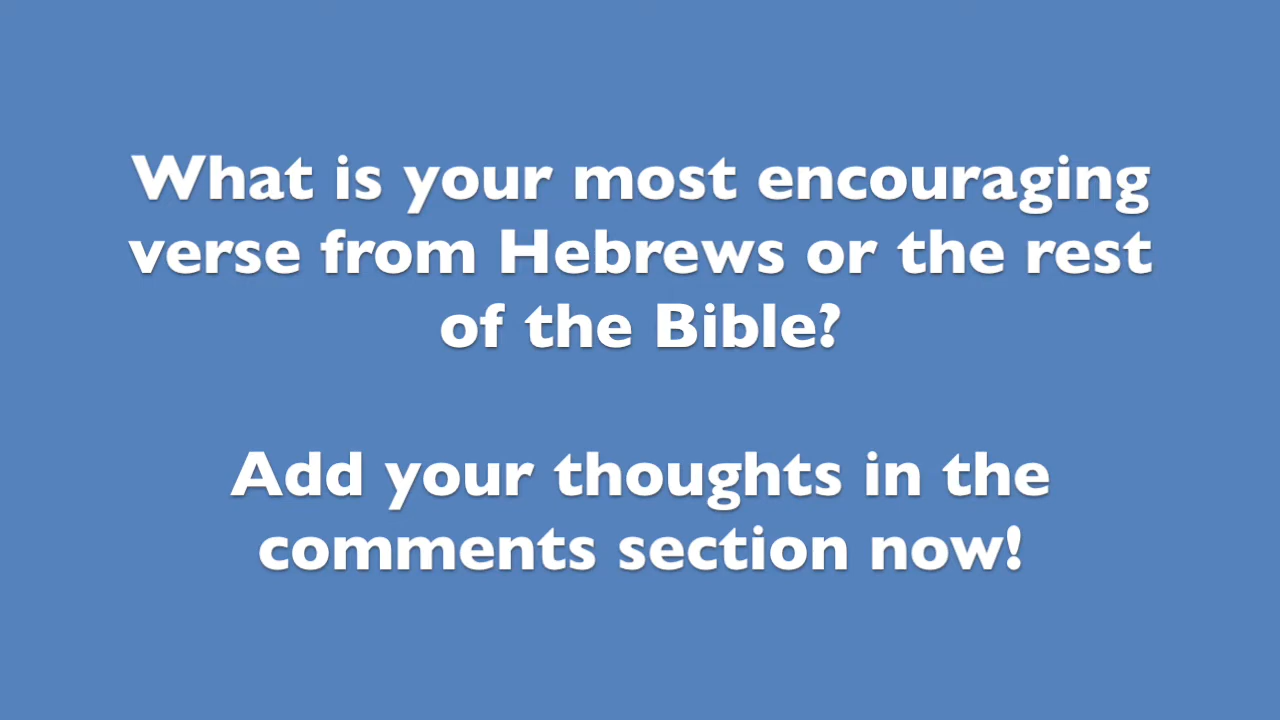 What is your most encouraging
verse from Hebrews or the rest
of the Bible?
Add your thoughts in the
comments section now!